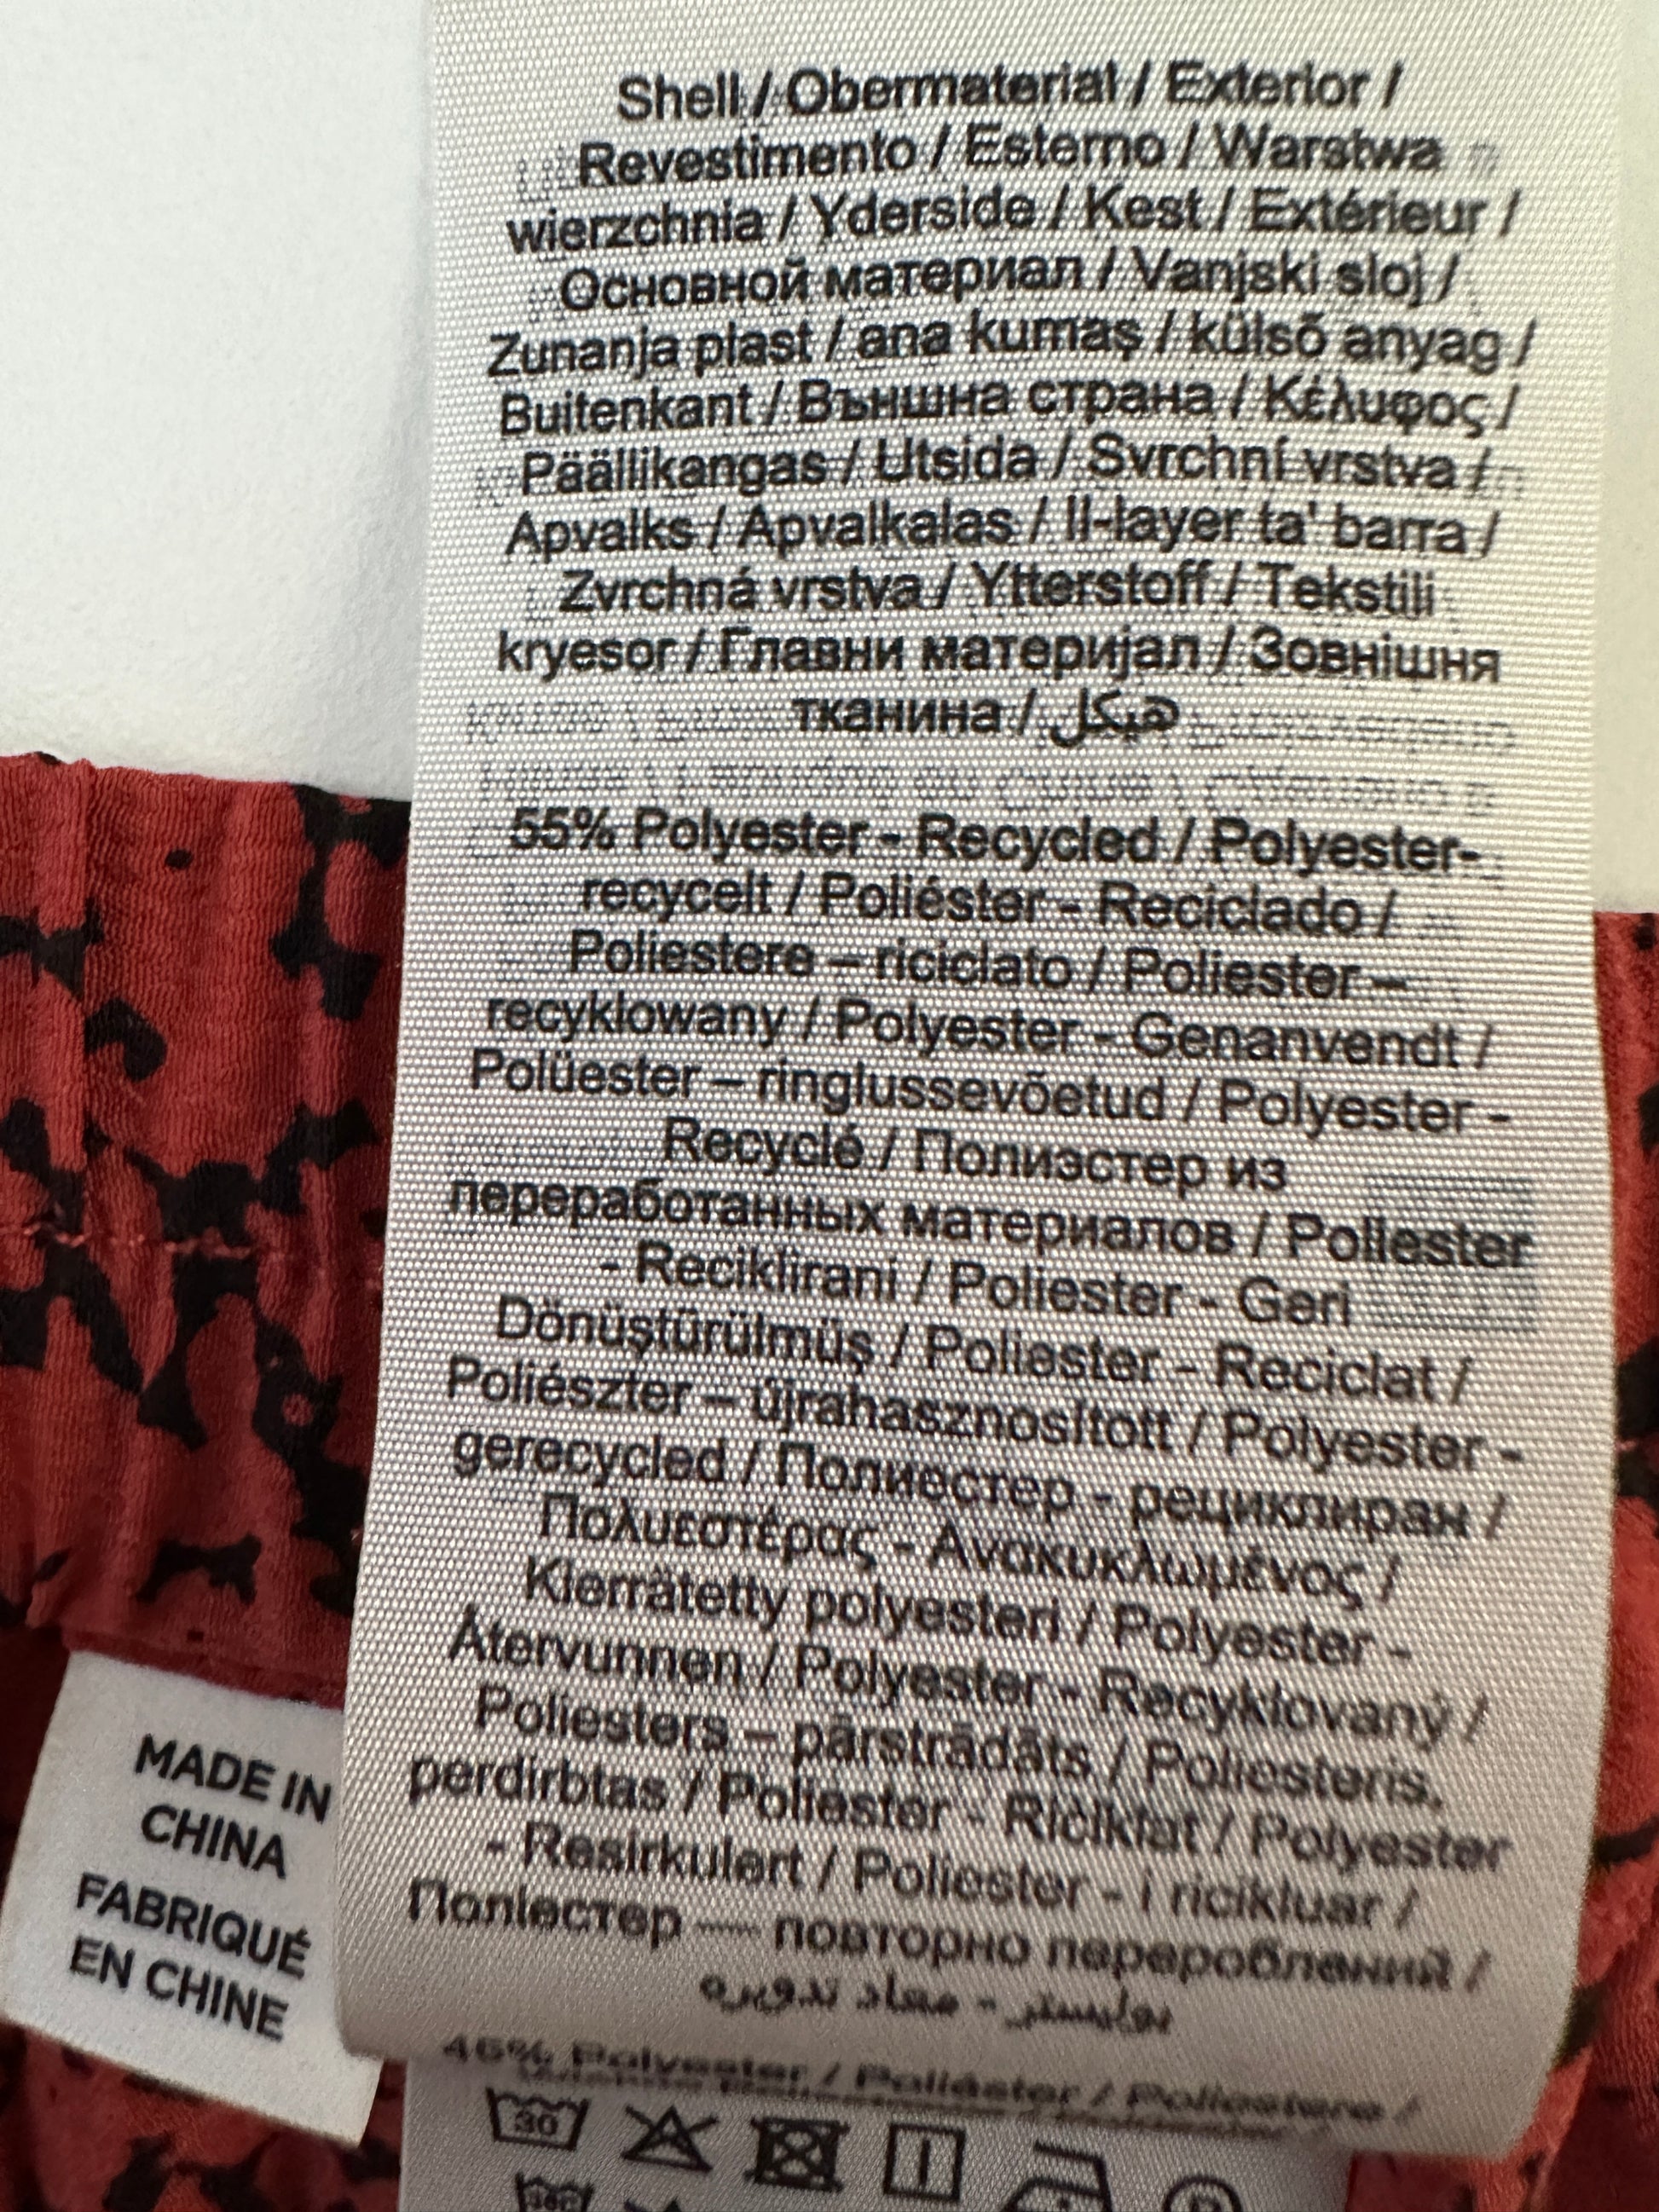 Shell / Obermaterial / Exterior /
Revestimento / Esterno / Warstwa
wierzchnia / Yderside / Kest / Extérieur /
Основной материал / Vanjski sloj /
Zunanja plast / ana kumaş / külső anyag /
Buitenkant / Външна страна / Κέλυφος /
Päällikangas / Utsida / Svrchní vrstva /
Apvalks / Apvalkalas / Il-layer ta' barra /
Zvrchná vrstva / Ytterstoff / Tekstili
kryesor / Главни материјал / Зовнішня
тканина / هيكل
55% Polyester - Recycled / Polyester-
recycelt / Poliéster - Reciclado /
Poliestere – riciclato / Poliester –
recyklowany / Polyester - Genanvendt /
Polüester – ringlussevõetud / Polyester -
Recyclé / Полиэстер из
переработанных материалов / Poliester
- Reciklirani / Poliester - Geri
Dönüştürülmüş / Poliester - Reciclat /
Poliészter – újrahasznosított / Polyester -
gerecycled / Полиестер - рециклиран /
Πολυεστέρας - Ανακυκλωμένος /
Kierrätetty polyesteri / Polyester -
Återvunnen / Polyester - Recyklovaný /
Poliesters – pārstrādāts / Poliesteris,
perdirbtas / Poliester - Riċiklat / Polyester
- Resirkulert / Poliester - i ricikluar /
Поліестер — повторно перероблений /
بوليستر - معاد تدويره
Polyester / Poliéster / Poliestere /
MADE IN
CHINA
FABRIQUÉ
EN CHINE
30